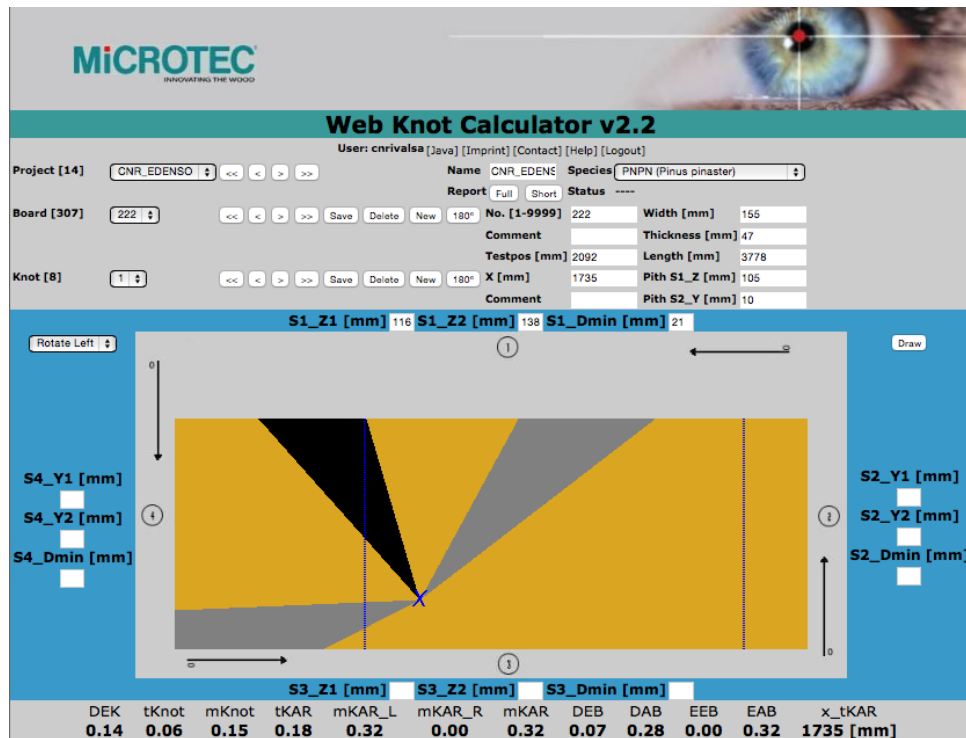 MiCROTEC
INNOVATING THE WOOD
Web Knot Calculator v2.2
User: cnrivalsa [Java] [Imprint] [Contact] [Help] [Logout]
Project [14] CNR_EDENSO << < > >> Name CNR_EDENS Species PNPN (Pinus pinaster)
Report Full Short Status ----
Board [307] 222 << < > >> Save Delete New 180° No. [1-9999] 222 Width [mm] 155
Comment Thickness [mm] 47
Testpos [mm] 2092 Length [mm] 3778
Knot [8] 1 << < > >> Save Delete New 180° X [mm] 1735 Pith S1_Z [mm] 105
Comment Pith S2_Y [mm] 10
S1_Z1 [mm] 116 S1_Z2 [mm] 138 S1_Dmin [mm] 21
Rotate Left 1 0 Draw
0
S4_Y1 [mm] S2_Y1 [mm]
S4_Y2 [mm] 4 2 S2_Y2 [mm]
S4_Dmin [mm] S2_Dmin [mm]
0 3 0
S3_Z1 [mm] S3_Z2 [mm] S3_Dmin [mm]
DEK tKnot mKnot tKAR mKAR_L mKAR_R mKAR DEB DAB EEB EAB x_tKAR
0.14 0.06 0.15 0.18 0.32 0.00 0.32 0.07 0.28 0.00 0.32 1735 [mm]